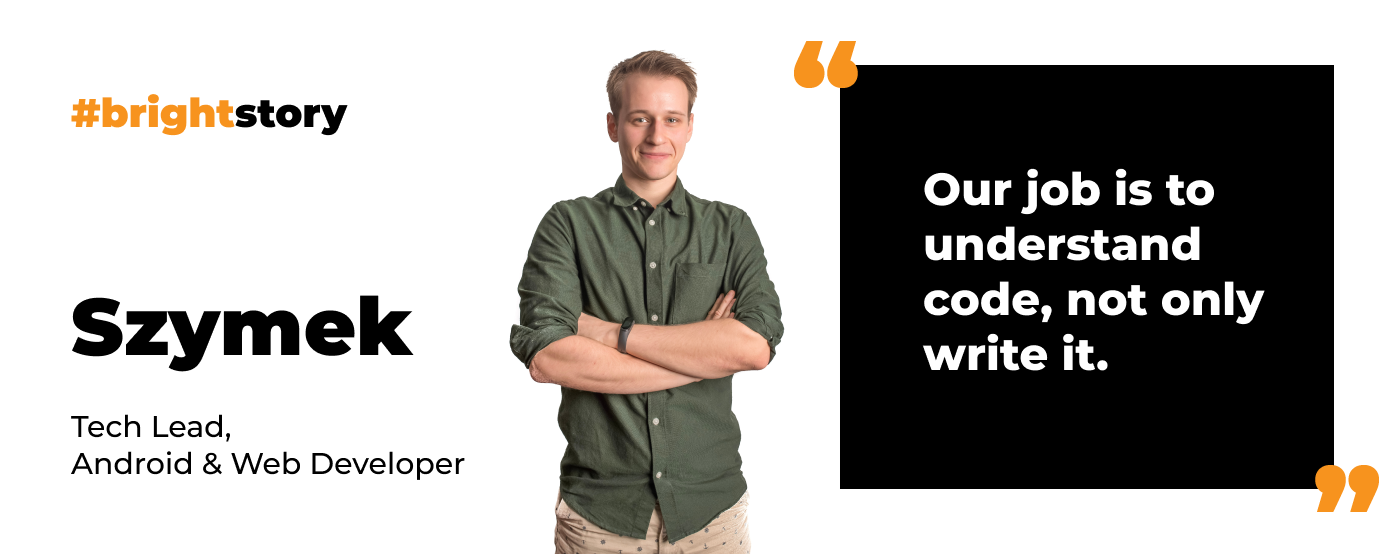 #brightstory
Szymek
Tech Lead,
Android & Web Developer
“
Our job is to
understand
code, not only
write it.
”